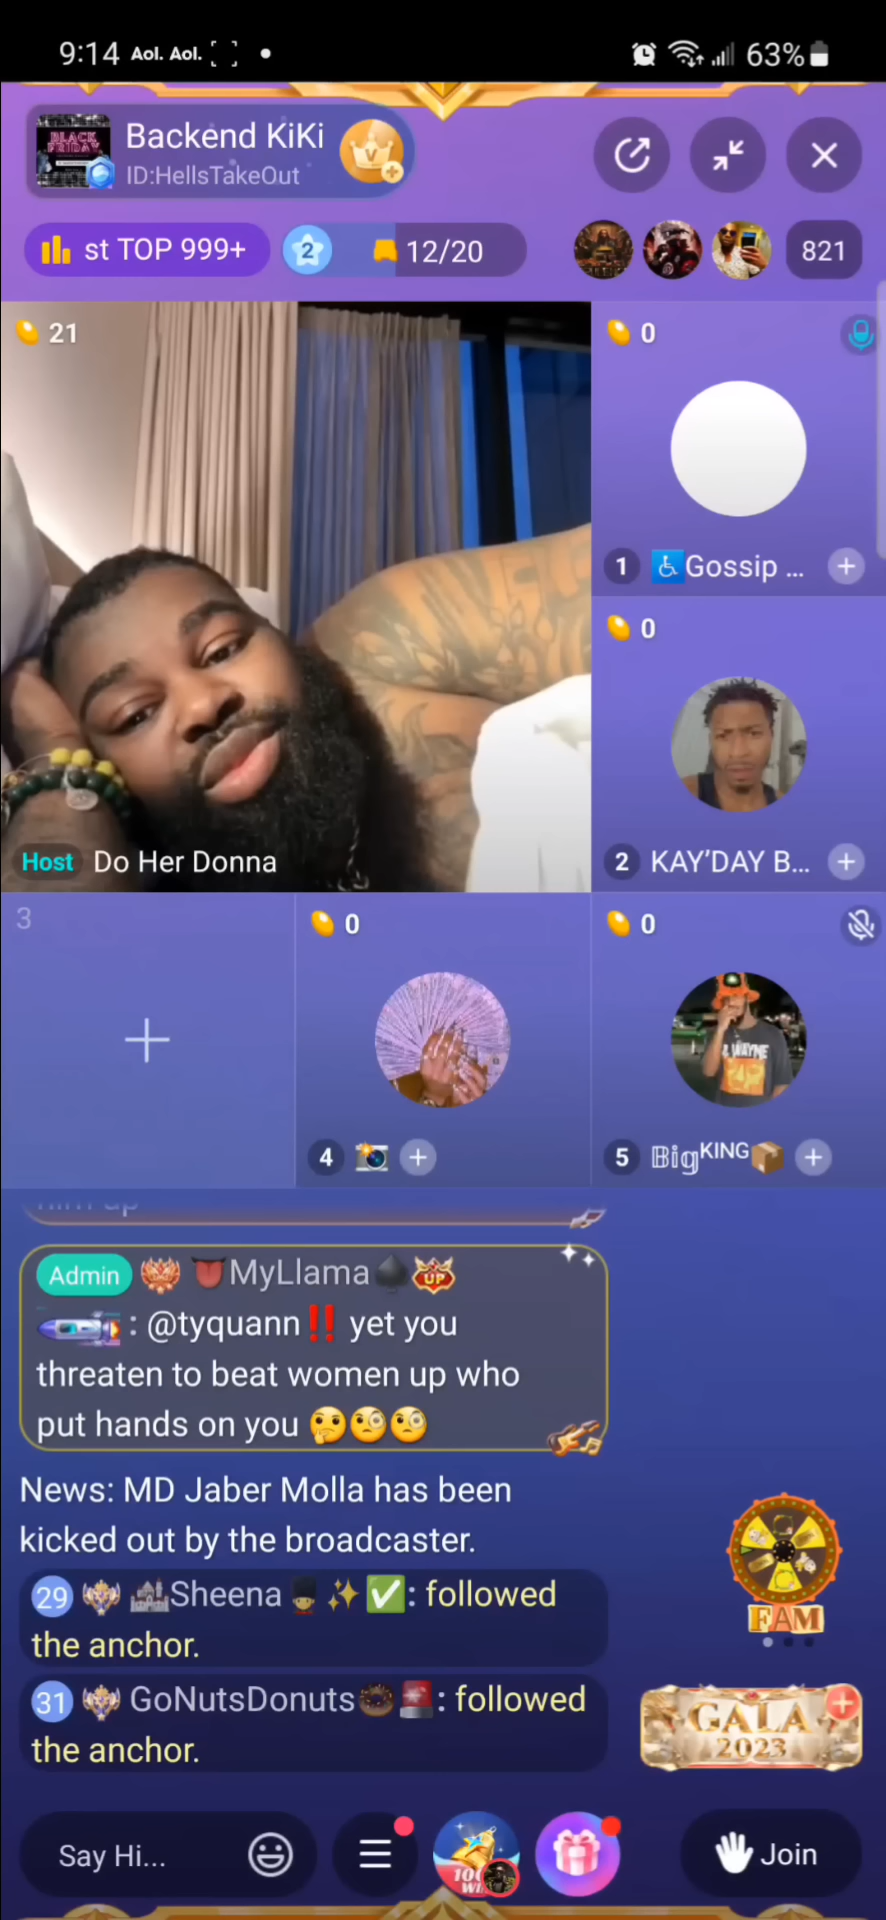 9:14 Aol. Aol. 63%
BLACK FRIDAY
Backend KiKi
ID:HellsTakeOut
st TOP 999+ 2 12/20 821
21
0
1 ♿Gossip ...
0
Host Do Her Donna
2 KAY'DAY B...
3
0
0
WAYNE
4 📸
5 𝔹𝕚𝕘ᴷᴵᴺᴳ📦
Admin 👅MyLlama♠️UP
: @tyquann‼️ yet you
threaten to beat women up who
put hands on you 🤔🧐🧐
News: MD Jaber Molla has been
kicked out by the broadcaster.
29 🏰Sheena💂✨✅: followed
the anchor.
31 GoNutsDonuts🍩🚨: followed
the anchor.
FAM
GALA
2023
Say Hi...
Join